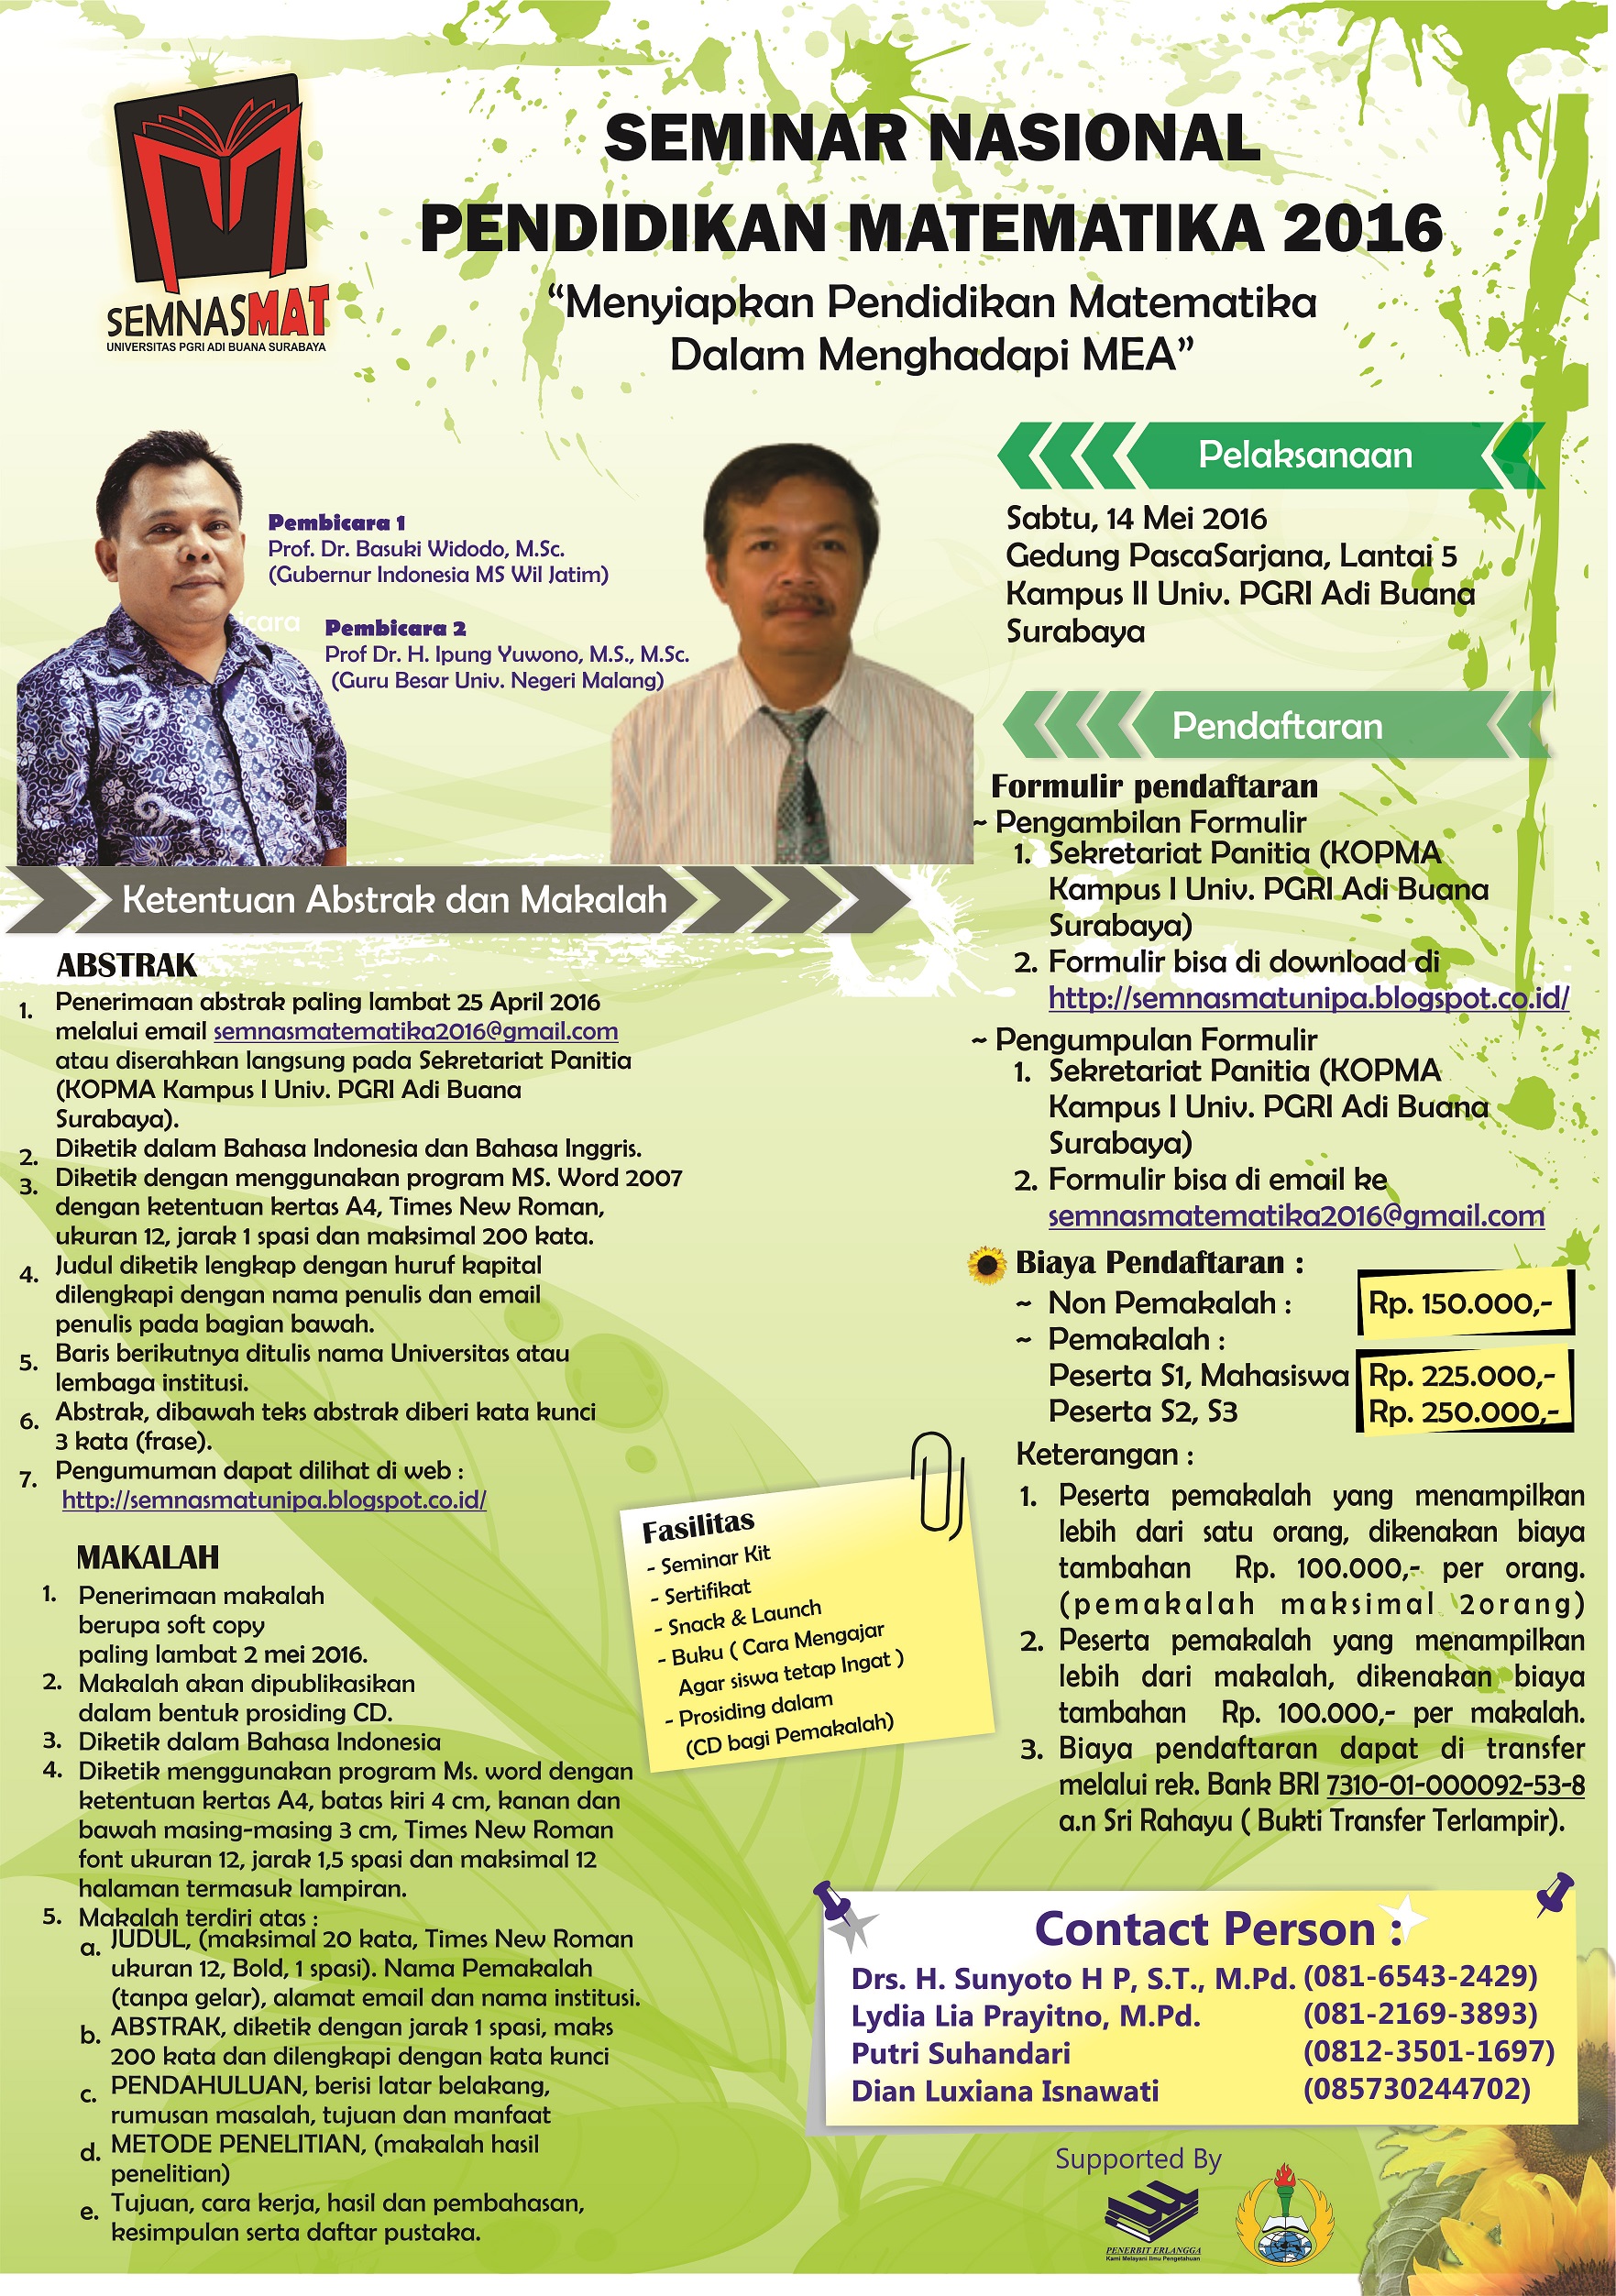 SEMINAR NASIONAL
PENDIDIKAN MATEMATIKA 2016
“Menyiapkan Pendidikan Matematika
Dalam Menghadapi MEA”
SEMNASMAT
UNIVERSITAS PGRI ADI BUANA SURABAYA
Pembicara 1
Prof. Dr. Basuki Widodo, M.Sc.
(Gubernur Indonesia MS Wil Jatim)
icara
Pembicara 2
Prof Dr. H. Ipung Yuwono, M.S., M.Sc.
(Guru Besar Univ. Negeri Malang)
Ketentuan Abstrak dan Makalah
ABSTRAK
1. Penerimaan abstrak paling lambat 25 April 2016
melalui email semnasmatematika2016@gmail.com
atau diserahkan langsung pada Sekretariat Panitia
(KOPMA Kampus I Univ. PGRI Adi Buana
Surabaya).
2. Diketik dalam Bahasa Indonesia dan Bahasa Inggris.
3. Diketik dengan menggunakan program MS. Word 2007
dengan ketentuan kertas A4, Times New Roman,
ukuran 12, jarak 1 spasi dan maksimal 200 kata.
4. Judul diketik lengkap dengan huruf kapital
dilengkapi dengan nama penulis dan email
penulis pada bagian bawah.
5. Baris berikutnya ditulis nama Universitas atau
lembaga institusi.
6. Abstrak, dibawah teks abstrak diberi kata kunci
3 kata (frase).
7. Pengumuman dapat dilihat di web :
http://semnasmatunipa.blogspot.co.id/
MAKALAH
1. Penerimaan makalah
berupa soft copy
paling lambat 2 mei 2016.
2. Makalah akan dipublikasikan
dalam bentuk prosiding CD.
3. Diketik dalam Bahasa Indonesia
4. Diketik menggunakan program Ms. word dengan
ketentuan kertas A4, batas kiri 4 cm, kanan dan
bawah masing-masing 3 cm, Times New Roman
font ukuran 12, jarak 1,5 spasi dan maksimal 12
halaman termasuk lampiran.
5. Makalah terdiri atas :
a. JUDUL, (maksimal 20 kata, Times New Roman
ukuran 12, Bold, 1 spasi). Nama Pemakalah
(tanpa gelar), alamat email dan nama institusi.
b. ABSTRAK, diketik dengan jarak 1 spasi, maks
200 kata dan dilengkapi dengan kata kunci
c. PENDAHULUAN, berisi latar belakang,
rumusan masalah, tujuan dan manfaat
d. METODE PENELITIAN, (makalah hasil
penelitian)
e. Tujuan, cara kerja, hasil dan pembahasan,
kesimpulan serta daftar pustaka.
Fasilitas
- Seminar Kit
- Sertifikat
- Snack & Launch
- Buku ( Cara Mengajar
Agar siswa tetap Ingat )
- Prosiding dalam
(CD bagi Pemakalah)
Pelaksanaan
Sabtu, 14 Mei 2016
Gedung PascaSarjana, Lantai 5
Kampus II Univ. PGRI Adi Buana
Surabaya
Pendaftaran
Formulir pendaftaran
~ Pengambilan Formulir
1. Sekretariat Panitia (KOPMA
Kampus I Univ. PGRI Adi Buana
Surabaya)
2. Formulir bisa di download di
http://semnasmatunipa.blogspot.co.id/
~ Pengumpulan Formulir
1. Sekretariat Panitia (KOPMA
Kampus I Univ. PGRI Adi Buana
Surabaya)
2. Formulir bisa di email ke
semnasmatematika2016@gmail.com
Biaya Pendaftaran :
~ Non Pemakalah : Rp. 150.000,-
~ Pemakalah :
Peserta S1, Mahasiswa Rp. 225.000,-
Peserta S2, S3 Rp. 250.000,-
Keterangan :
1. Peserta pemakalah yang menampilkan
lebih dari satu orang, dikenakan biaya
tambahan Rp. 100.000,- per orang.
(pemakalah maksimal 2orang)
2. Peserta pemakalah yang menampilkan
lebih dari makalah, dikenakan biaya
tambahan Rp. 100.000,- per makalah.
3. Biaya pendaftaran dapat di transfer
melalui rek. Bank BRI 7310-01-000092-53-8
a.n Sri Rahayu ( Bukti Transfer Terlampir).
Contact Person :
Drs. H. Sunyoto H P, S.T., M.Pd. (081-6543-2429)
Lydia Lia Prayitno, M.Pd. (081-2169-3893)
Putri Suhandari (0812-3501-1697)
Dian Luxiana Isnawati (085730244702)
Supported By
PENERBIT ERLANGGA
Kami Melayani Ilmu Pengetahuan